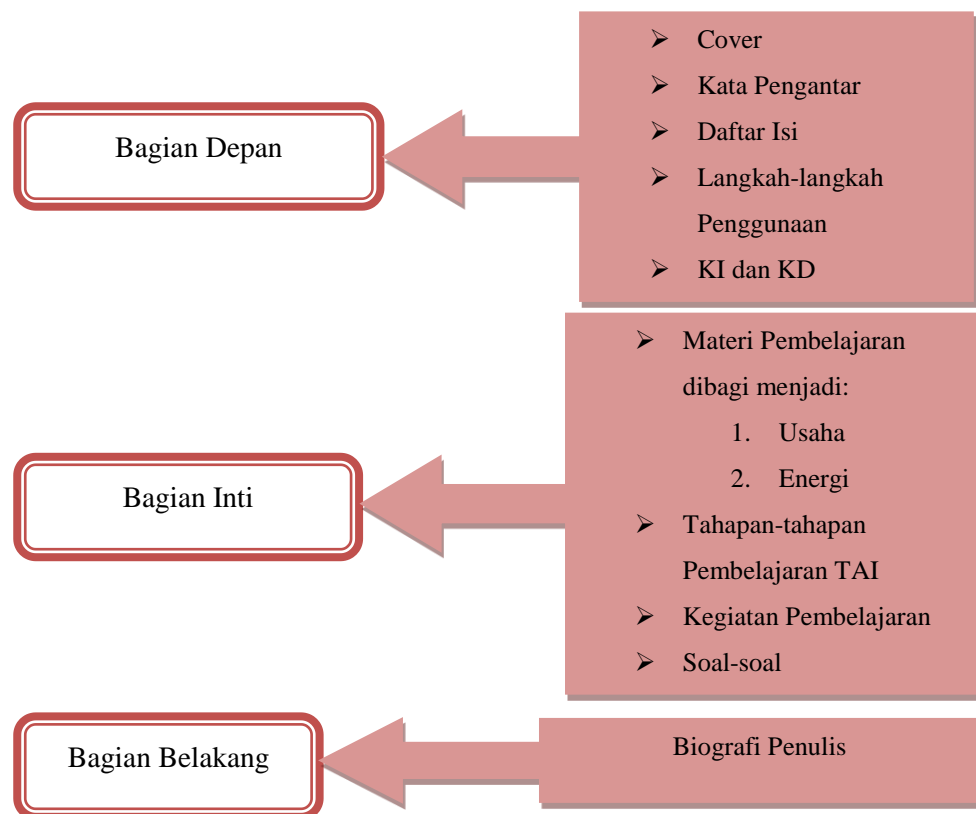 Bagian Depan
➢ Cover
➢ Kata Pengantar
➢ Daftar Isi
➢ Langkah-langkah
Penggunaan
➢ KI dan KD
Bagian Inti
➢ Materi Pembelajaran
dibagi menjadi:
1. Usaha
2. Energi
➢ Tahapan-tahapan
Pembelajaran TAI
➢ Kegiatan Pembelajaran
➢ Soal-soal
Bagian Belakang
Biografi Penulis